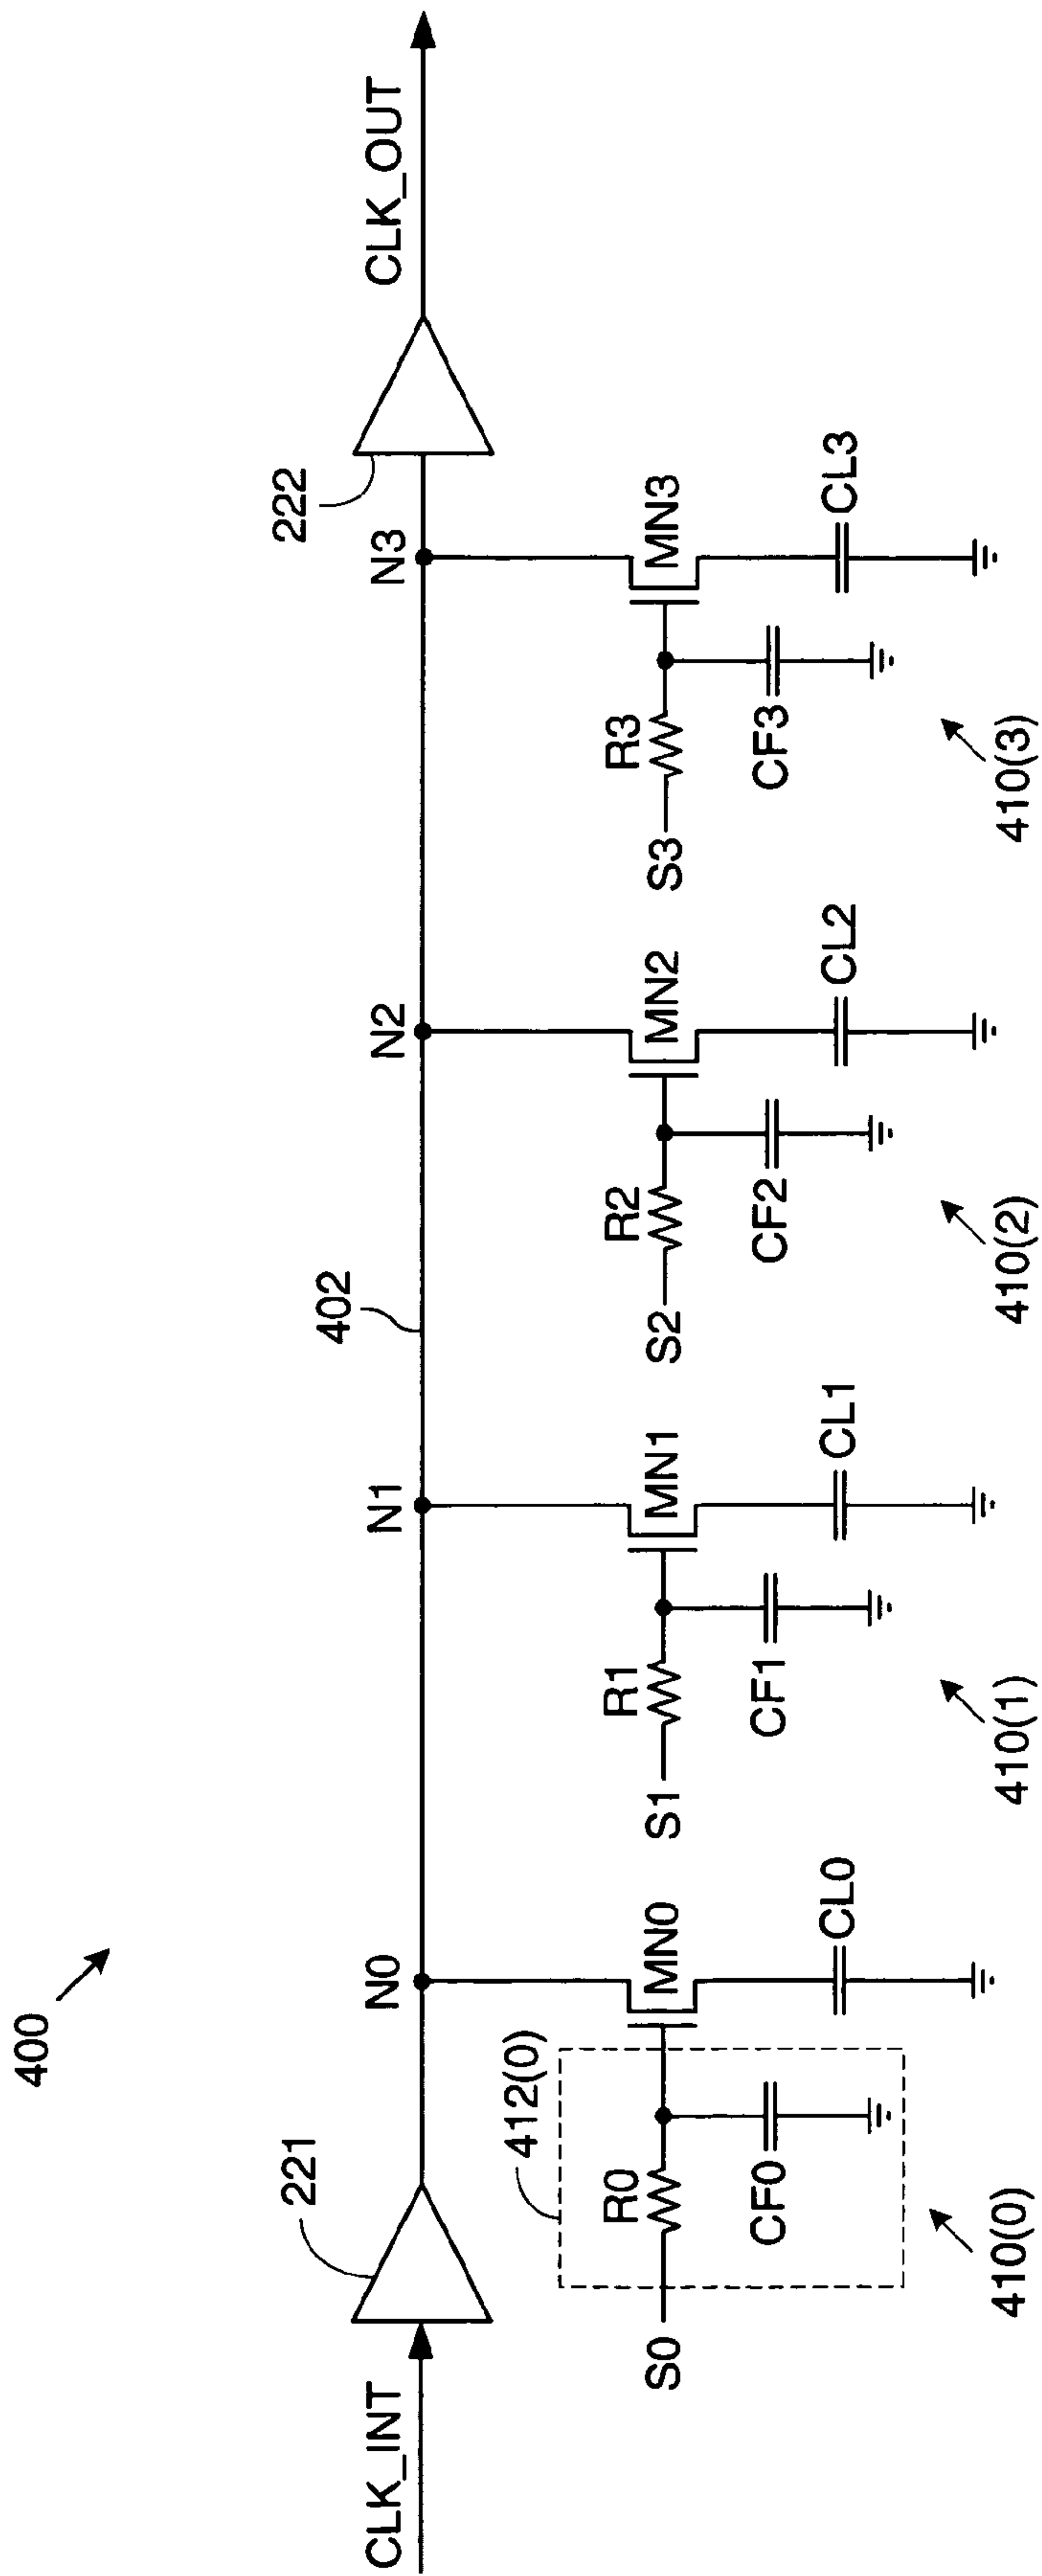 400
CLK_INT
221
N0
N1
402
N2
N3
222
CLK_OUT
412(0)
S0
R0
CF0
MN0
CL0
410(0)
S1
R1
CF1
MN1
CL1
410(1)
S2
R2
CF2
MN2
CL2
410(2)
S3
R3
CF3
MN3
CL3
410(3)